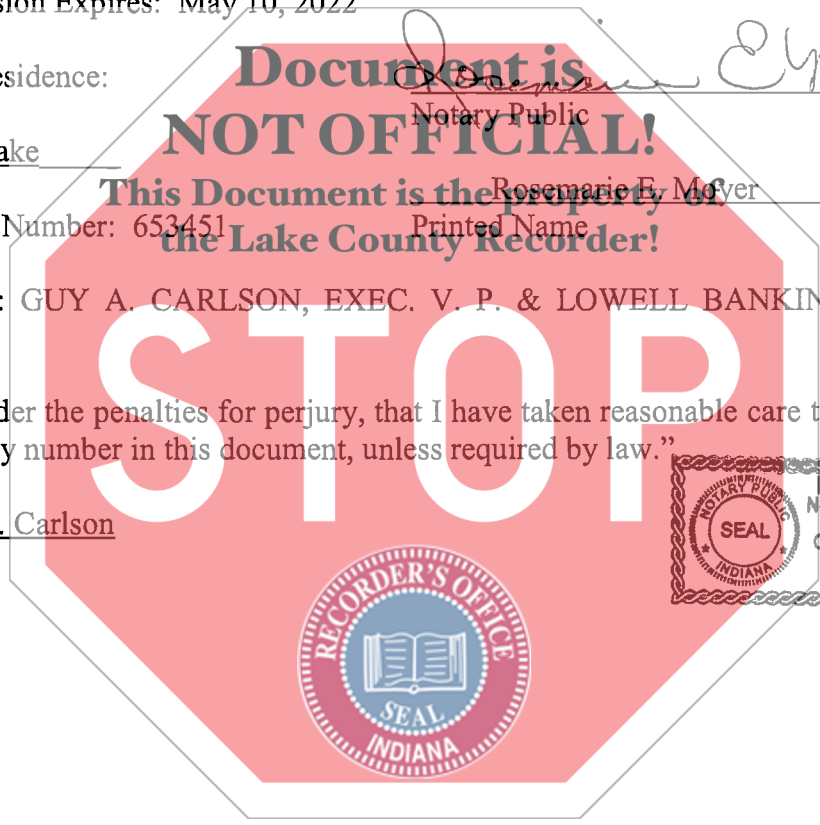 sion Expires: May 10, 2022
Document is
esidence:
Notary Public
NOT OFFICIAL!
ake
This Document is the property of
Rosemarie E. Moyer
Number: 653451
Printed Name
the Lake County Recorder!
: GUY A. CARLSON, EXEC. V. P. & LOWELL BANKIN
STOP
der the penalties for perjury, that I have taken reasonable care t
y number in this document, unless required by law.”
. Carlson
NOTARY PUBLIC
SEAL
INDIANA
RECORDER'S OFFICE
SEAL
INDIANA